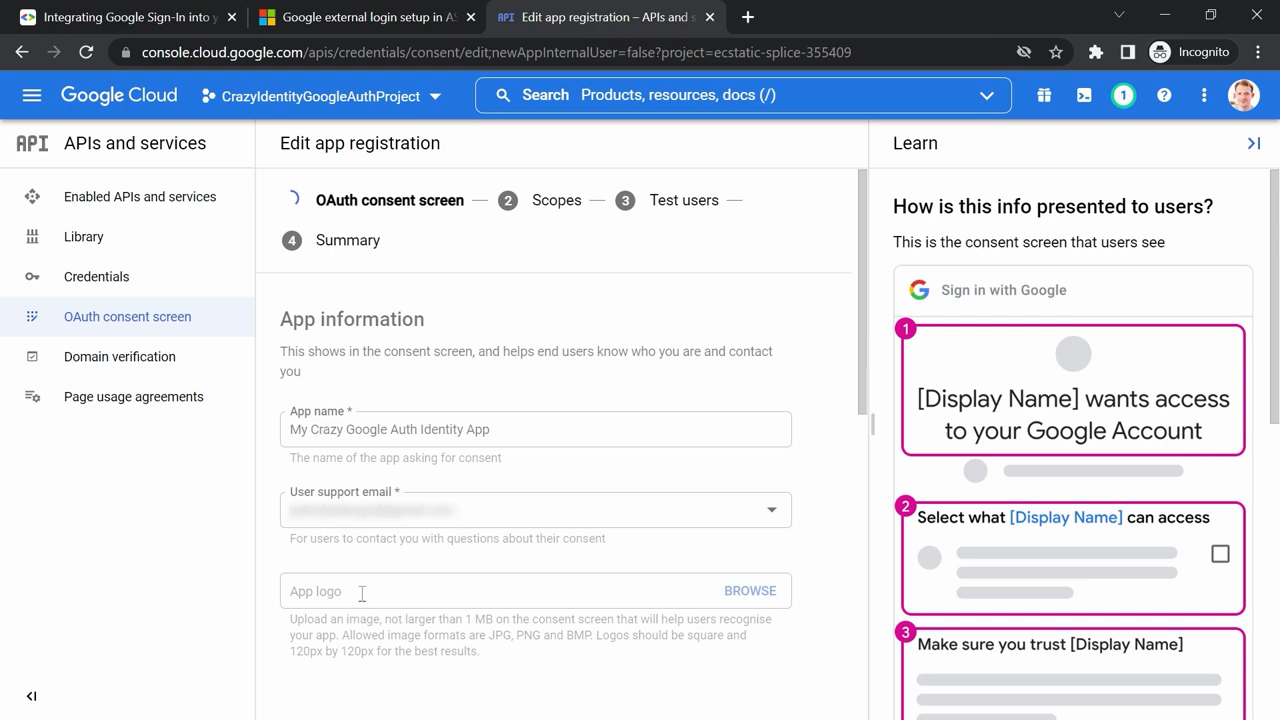 Integrating Google Sign-In into y
Google external login setup in AS
Edit app registration – APIs and s
console.cloud.google.com/apis/credentials/consent/edit;newAppInternalUser=false?project=ecstatic-splice-355409
Incognito
Google Cloud
CrazyIdentityGoogleAuthProject
Search Products, resources, docs (/)
1
API APIs and services
Edit app registration
Learn
Enabled APIs and services
Library
Credentials
OAuth consent screen
Domain verification
Page usage agreements
OAuth consent screen
2 Scopes
3 Test users
4 Summary
App information
This shows in the consent screen, and helps end users know who you are and contact
you
App name *
My Crazy Google Auth Identity App
The name of the app asking for consent
User support email *
For users to contact you with questions about their consent
App logo
BROWSE
Upload an image, not larger than 1 MB on the consent screen that will help users recognise
your app. Allowed image formats are JPG, PNG and BMP. Logos should be square and
120px by 120px for the best results.
How is this info presented to users?
This is the consent screen that users see
Sign in with Google
1
[Display Name] wants access
to your Google Account
2
Select what [Display Name] can access
3
Make sure you trust [Display Name]